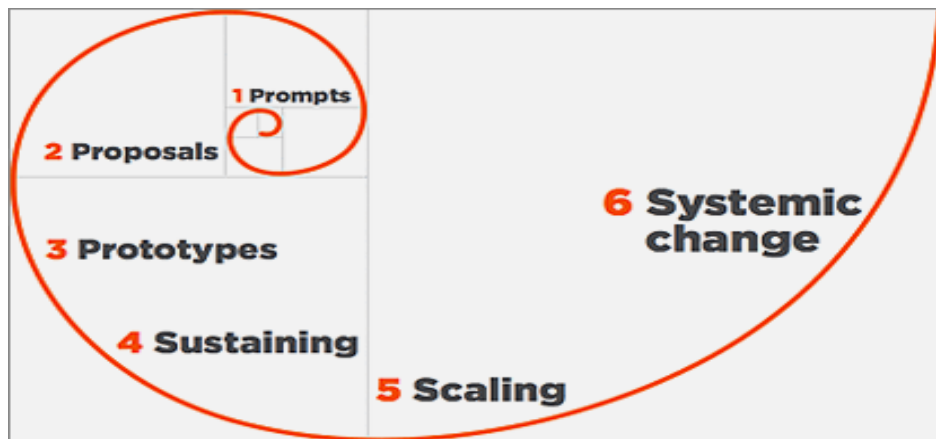 1 Prompts
2 Proposals
3 Prototypes
4 Sustaining
5 Scaling
6 Systemic
change